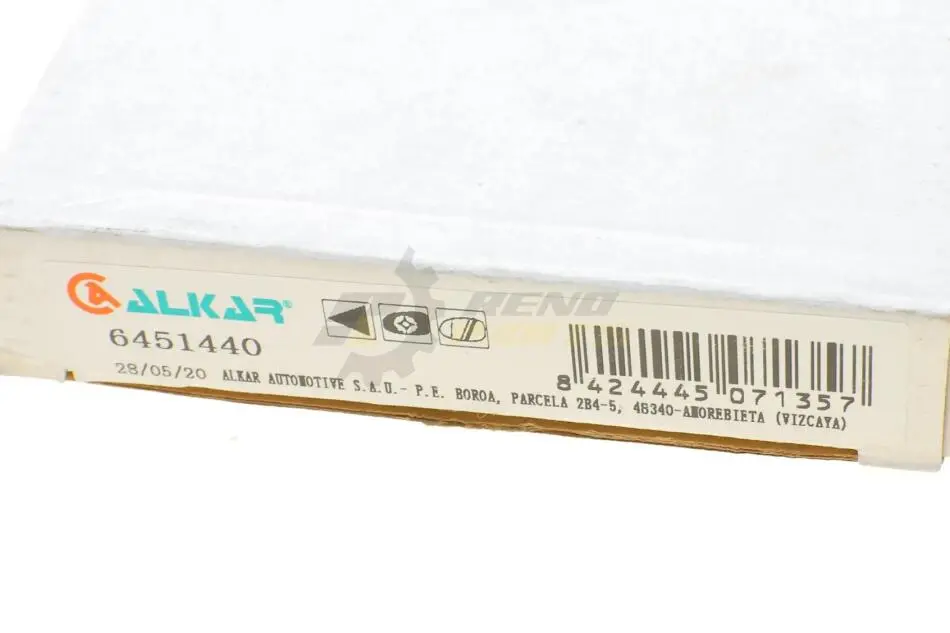 ALKAR®
6451440
8 424445 071357
28/05/20 ALKAR AUTOMOTIVE S.A.U.- P.E. BOROA, PARCELA 2B4-5, 48340-AMOREBIETA (VIZCAYA)
RENO